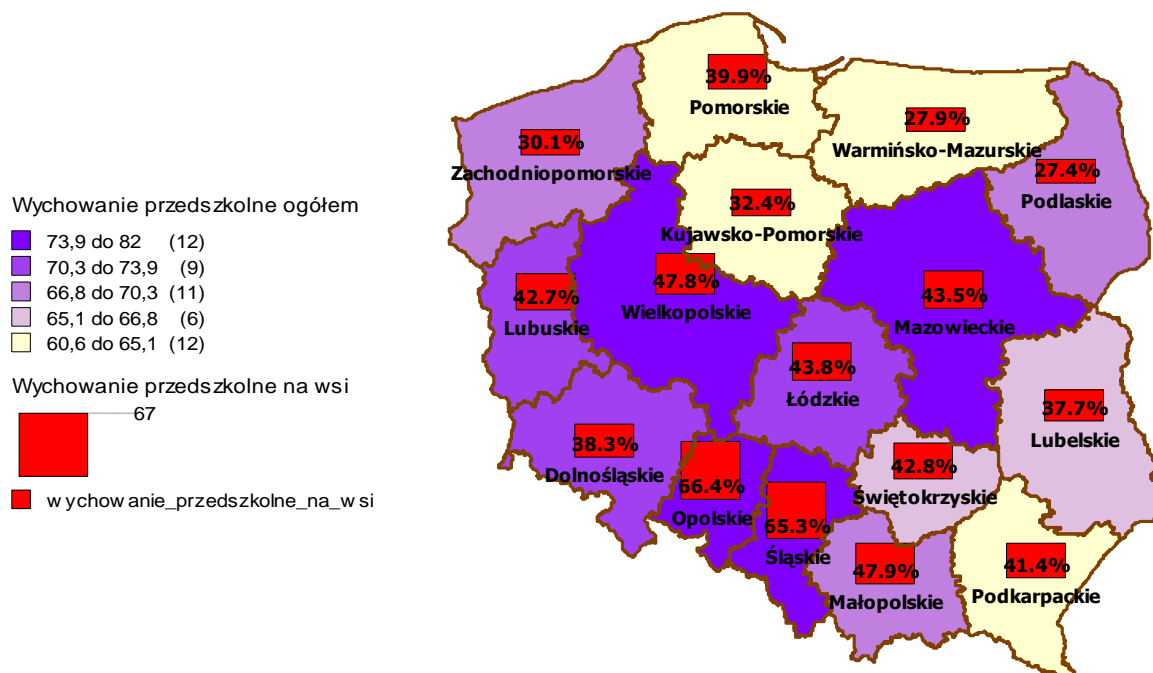 Wychowanie przedszkolne ogółem
73,9 do 82 (12)
70,3 do 73,9 (9)
66,8 do 70,3 (11)
65,1 do 66,8 (6)
60,6 do 65,1 (12)
Wychowanie przedszkolne na wsi
67
wychowanie_przedszkolne_na_wsi
39.9%
Pomorskie
27.9%
Warmińsko-Mazurskie
30.1%
Zachodniopomorskie
27.4%
Podlaskie
32.4%
Kujawsko-Pomorskie
47.8%
Wielkopolskie
42.7%
Lubuskie
43.5%
Mazowieckie
43.8%
Łódzkie
37.7%
Lubelskie
38.3%
Dolnośląskie
66.4%
Opolskie
42.8%
Świętokrzyskie
65.3%
Śląskie
47.9%
Małopolskie
41.4%
Podkarpackie